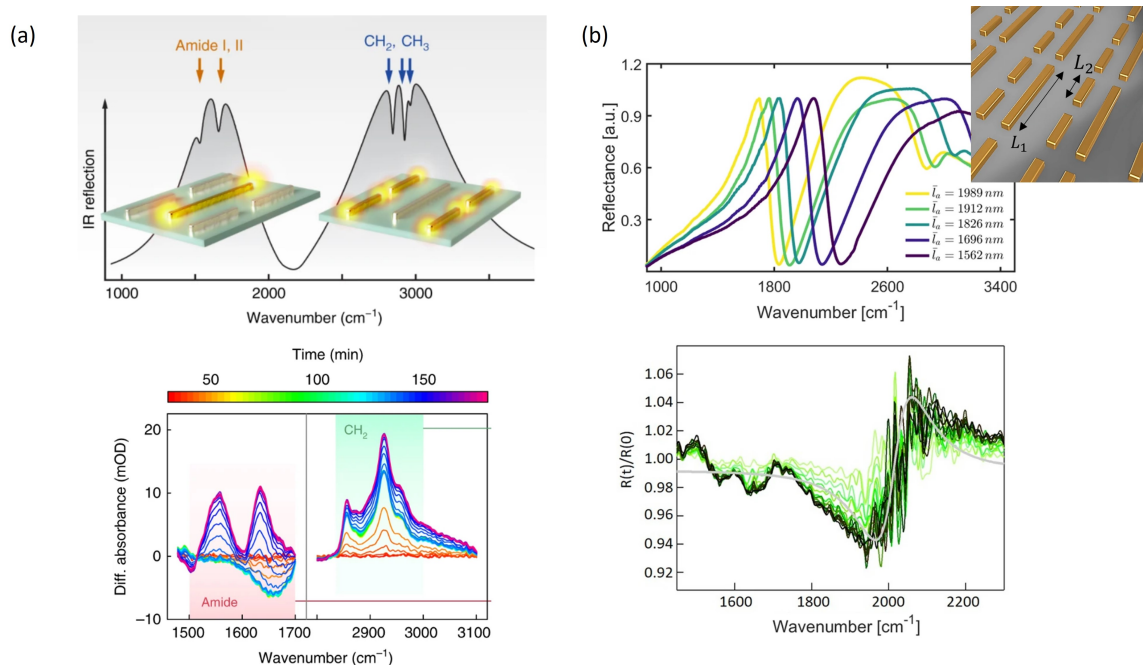 (a)
Amide I, II
CH₂, CH₃
IR reflection
1000 2000 3000
Wavenumber (cm⁻¹)
Time (min)
50 100 150
Diff. absorbance (mOD)
20
10
0
−10
CH₂
Amide
1500 1600 1700 2900 3000 3100
Wavenumber (cm⁻¹)
(b)
L₂
L₁
Reflectance [a.u.]
1.2
0.9
0.6
0.3
l̄ₐ = 1989 nm
l̄ₐ = 1912 nm
l̄ₐ = 1826 nm
l̄ₐ = 1696 nm
l̄ₐ = 1562 nm
1000 1800 2600 3400
Wavenumber [cm⁻¹]
R(t)/R(0)
1.06
1.04
1.02
1.00
0.98
0.96
0.94
0.92
1600 1800 2000 2200
Wavenumber [cm⁻¹]